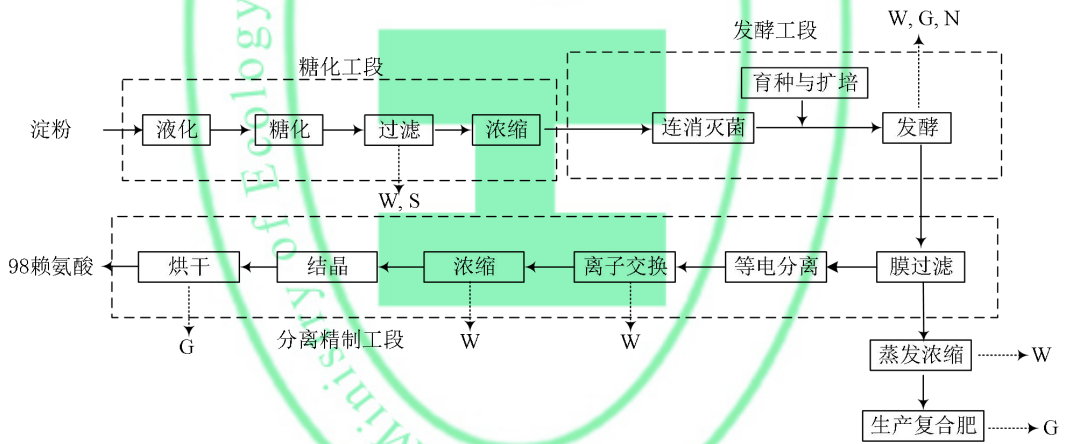 W, G, N
发酵工段
糖化工段
育种与扩培
淀粉
液化
糖化
过滤
浓缩
连消灭菌
发酵
W, S
98赖氨酸
烘干
结晶
浓缩
离子交换
等电分离
膜过滤
G
分离精制工段
W
W
蒸发浓缩
W
生产复合肥
G
Ministry of Ecology